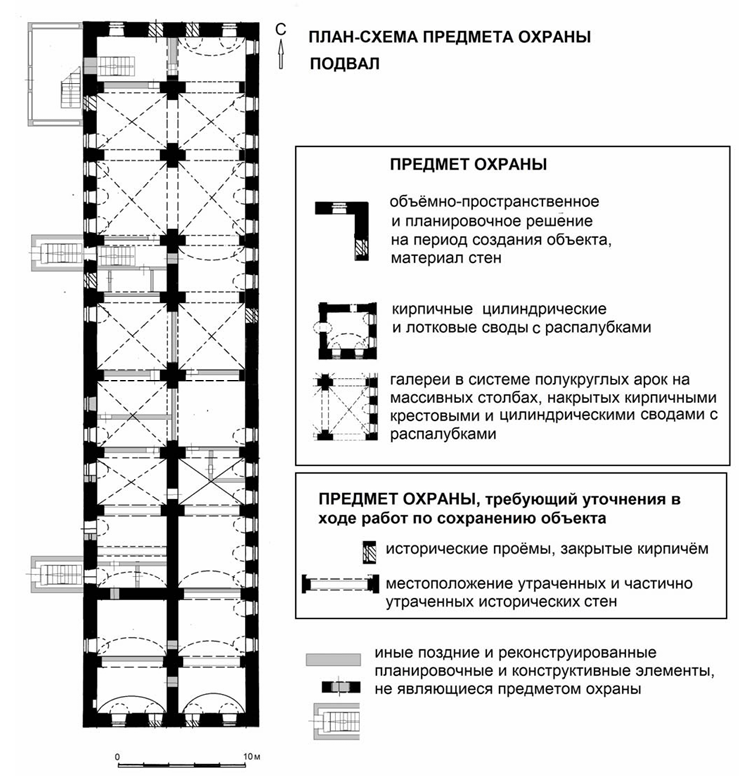 С
ПЛАН-СХЕМА ПРЕДМЕТА ОХРАНЫ
ПОДВАЛ
ПРЕДМЕТ ОХРАНЫ
объёмно-пространственное
и планировочное решение
на период создания объекта,
материал стен
кирпичные цилиндрические
и лотковые своды с распалубками
галереи в системе полукруглых арок на
массивных столбах, накрытых кирпичными
крестовыми и цилиндрическими сводами с
распалубками
ПРЕДМЕТ ОХРАНЫ, требующий уточнения в
ходе работ по сохранению объекта
исторические проёмы, закрытые кирпичём
местоположение утраченных и частично
утраченных исторических стен
иные поздние и реконструированные
планировочные и конструктивные элементы,
не являющиеся предметом охраны
0 10 м